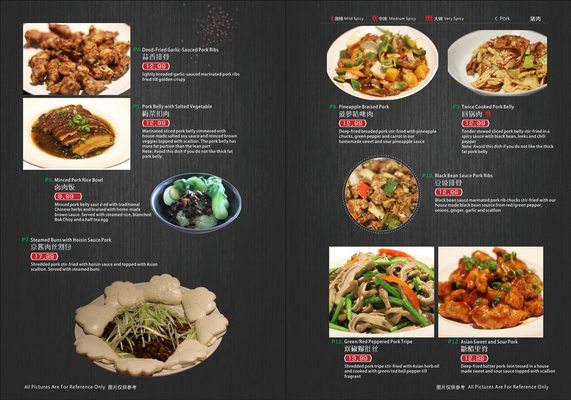 P4. Deed-Fried Garlic-Sauced Pork Ribs
蒜香排骨
12.99
lightly breaded garlic-sauced marinated pork ribs
fried till golden crispy
P5. Pork Belly with Salted Vegetable
梅菜扣肉
12.99
Marinated sliced pork belly simmered with
house-made salted soy sauce and minced brown
veggies topped with scallion. The pork belly has
more fat portion than the lean part
Note: Avoid this dish if you do not like thick fat
pork belly
P6. Minced Pork Rice Bowl
卤肉饭
8.99
Minced pork belly saut é ed with traditional
Chinese herbs and braised with home-made
brown sauce. Served with steamed rice, blanched
Bok Choy and a half tea egg
P7. Steamed Buns with Hoisin Sauce Pork
京酱肉丝割包
17.99
Shredded pork stir-fried with hoisin sauce and topped with Asian
scallion. Served with steamed buns
All Pictures Are For Reference Only 图片仅供参考
微辣 Mild Spicy 中辣 Medium Spicy 大辣 Very Spicy
Pork 猪肉
P8. Pineapple Braised Pork
菠萝咕咾肉
12.99
Deep-fried breaded pork stir-fried with pineapple
chucks, green pepper and carrot in our
homemade sweet and sour pineapple sauce
P9. Twice Cooked Pork Belly
回锅肉
12.99
Tender stewed sliced pork belly stir-fried in a
spicy sauce with black bean, leeks and chili
pepper
Note: Avoid this dish if you do not like the thick
fat pork belly
P10. Black Bean Sauce Pork Ribs
豆豉排骨
12.99
Black bean sauce marinated pork rib chucks stir-fried with our
house made black bean source from red/green pepper,
onions, ginger, garlic and scallion
P11. Green/Red Peppered Pork Tripe
双椒爆肚丝
13.99
Shredded pork tripe stir-fried with Asian herb oil
and cooked with green/red bell pepper till
fragrant
P12. Asian Sweet and Sour Pork
糖醋里脊
12.99
Deep-fried batter pork-loin tossed in a house
made sweet and sour sauce topped with scallion
图片仅供参考 All Pictures Are For Reference Only